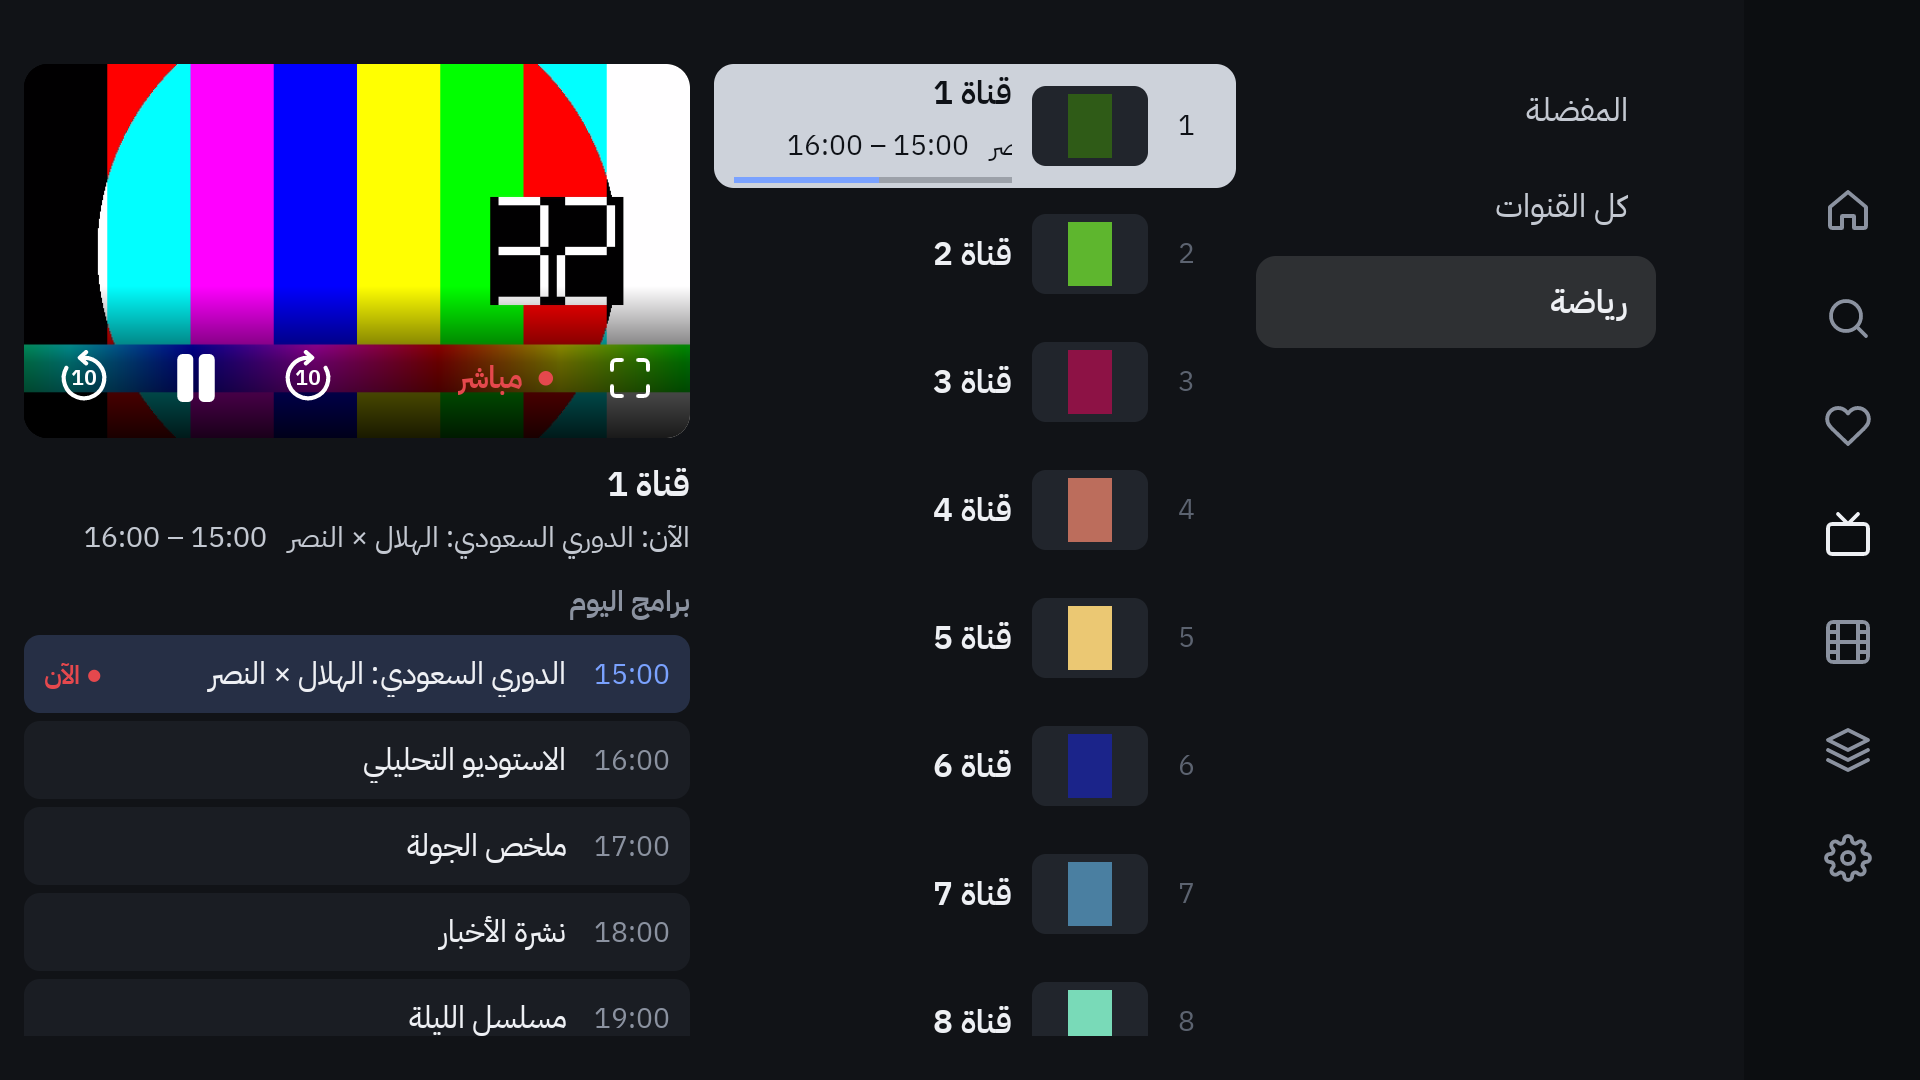 المفضلة
كل القنوات
رياضة
1
قناة 1
15:00 – 16:00
2
قناة 2
3
قناة 3
4
قناة 4
5
قناة 5
6
قناة 6
7
قناة 7
8
قناة 8
32
10
10
مباشر
قناة 1
الآن: الدوري السعودي: الهلال × النصر 15:00 – 16:00
برامج اليوم
15:00 الدوري السعودي: الهلال × النصر الآن
16:00 الاستوديو التحليلي
17:00 ملخص الجولة
18:00 نشرة الأخبار
19:00 مسلسل الليلة